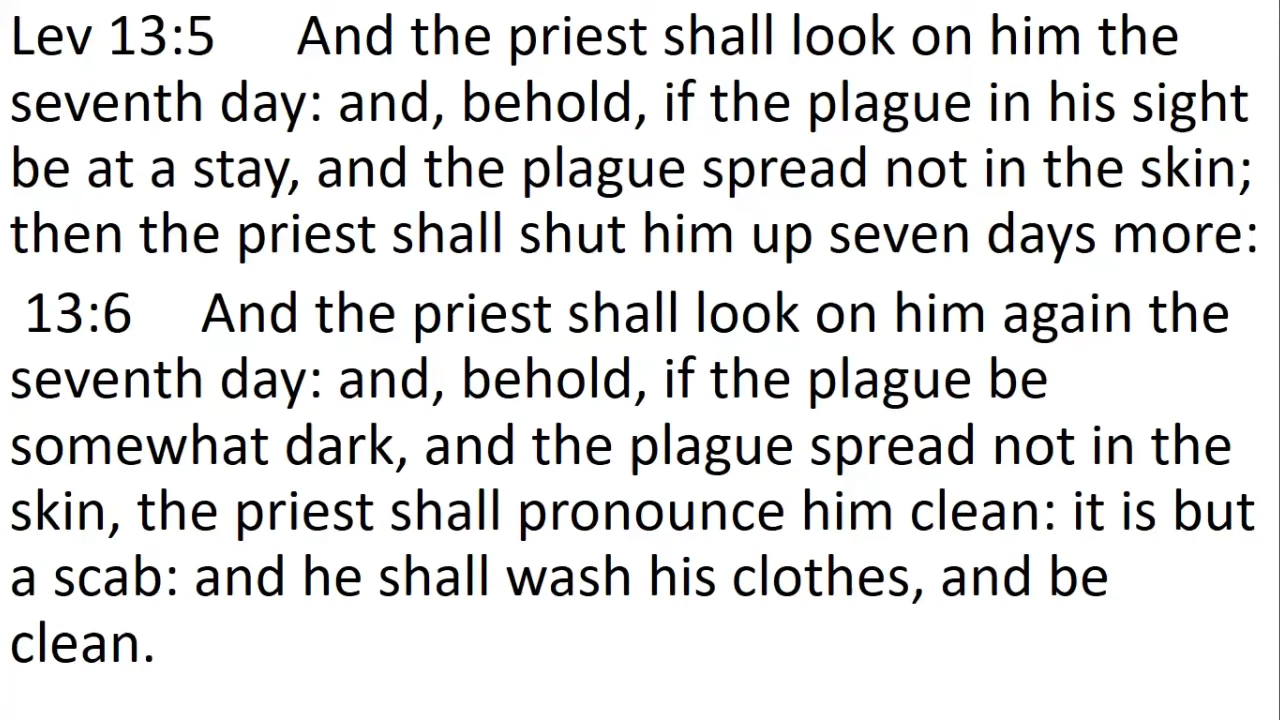 Lev 13:5 And the priest shall look on him the
seventh day: and, behold, if the plague in his sight
be at a stay, and the plague spread not in the skin;
then the priest shall shut him up seven days more:
13:6 And the priest shall look on him again the
seventh day: and, behold, if the plague be
somewhat dark, and the plague spread not in the
skin, the priest shall pronounce him clean: it is but
a scab: and he shall wash his clothes, and be
clean.